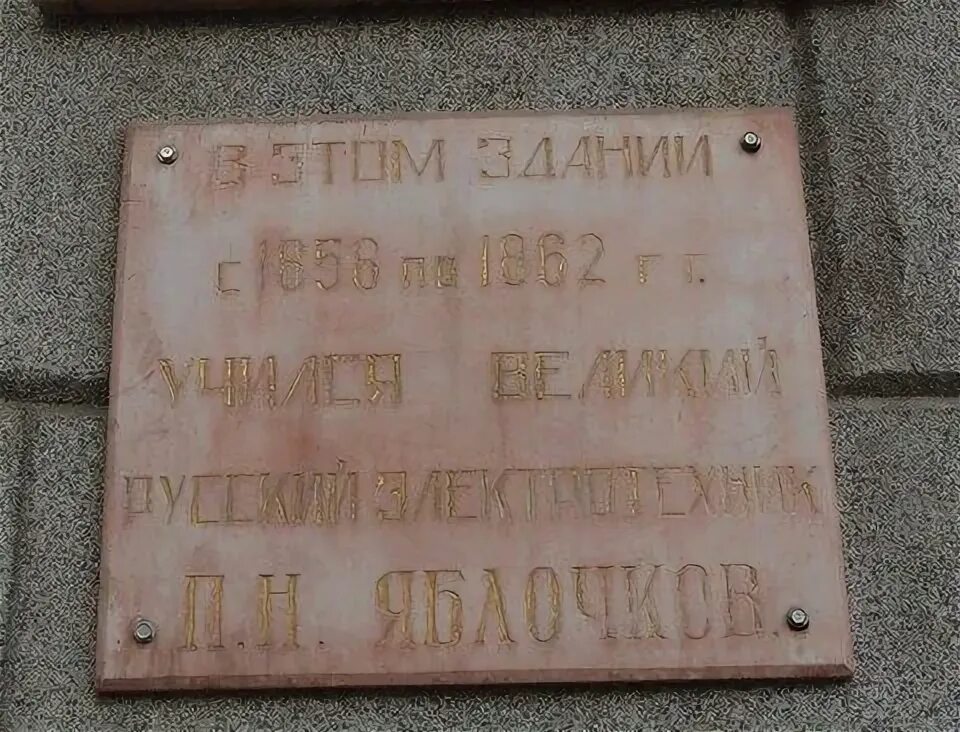 В ЭТОМ ЗДАНИИ
с 1858 по 1862 г г.
УЧИЛСЯ ВЕЛИКИЙ
РУССКИЙ ЭЛЕКТРОТЕХНИК
П.Н. ЯБЛОЧКОВ.